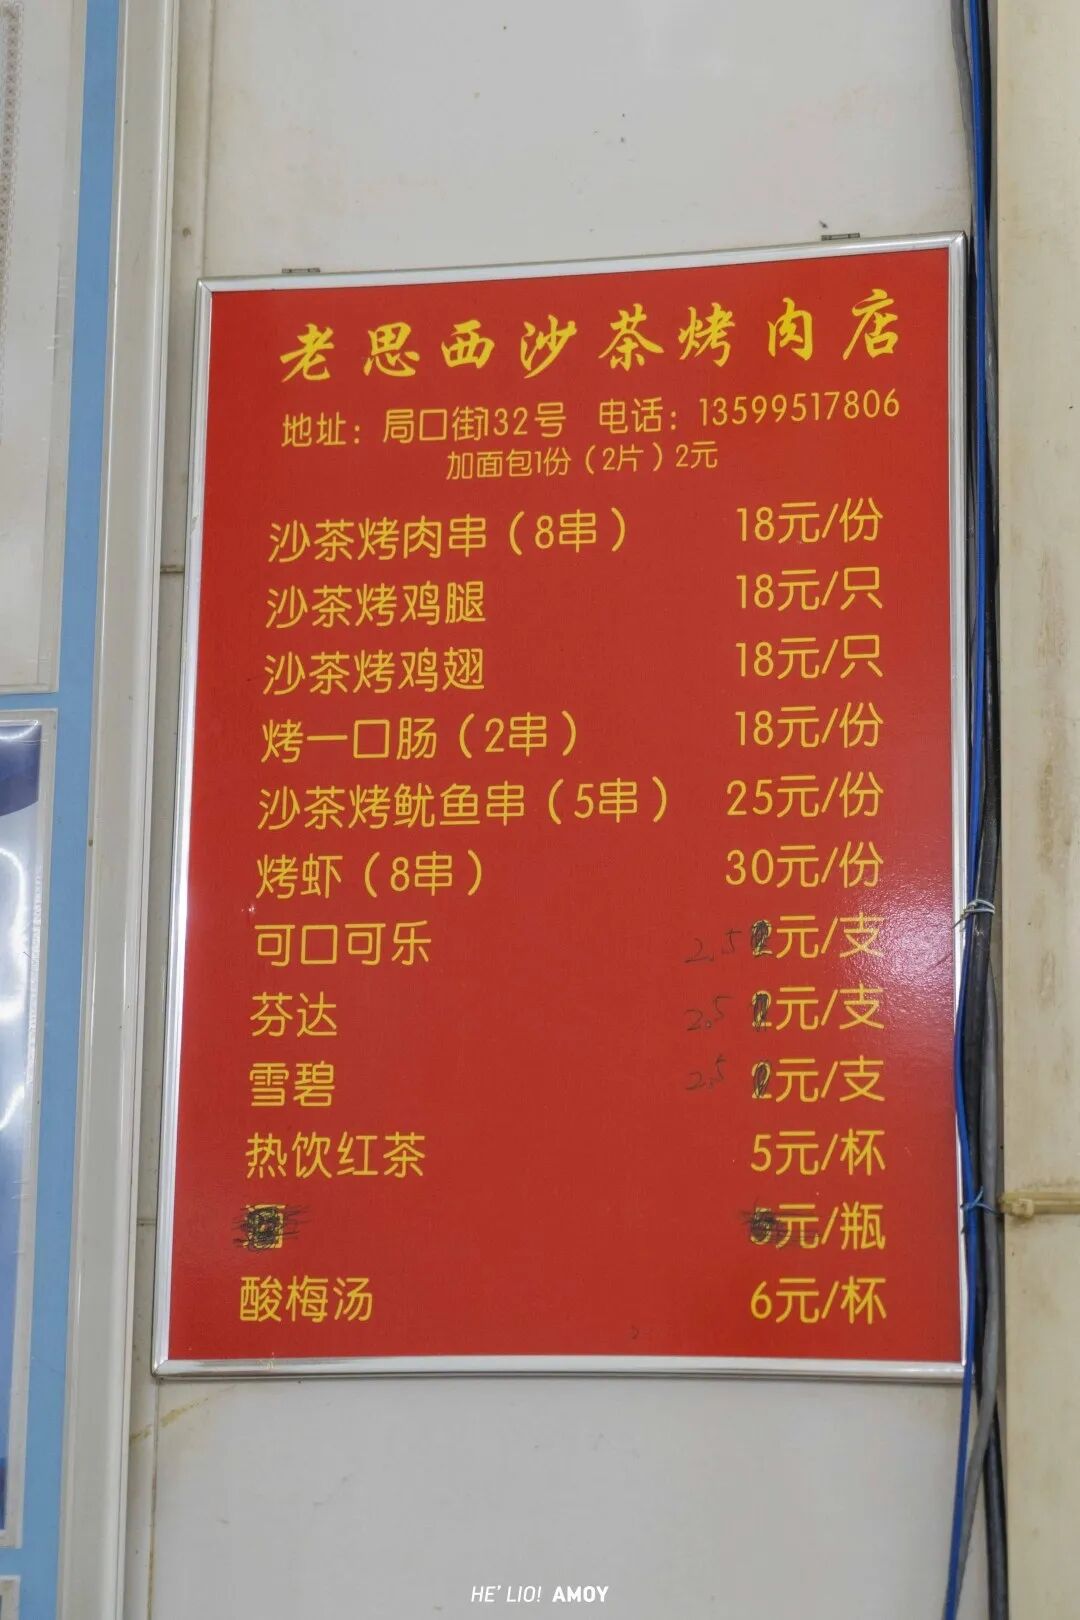 老思西沙茶烤肉店
地址：局口街132号 电话：13599517806
加面包1份（2片）2元
沙茶烤肉串（8串） 18元/份
沙茶烤鸡腿 18元/只
沙茶烤鸡翅 18元/只
烤一口肠（2串） 18元/份
沙茶烤鱿鱼串（5串） 25元/份
烤虾（8串） 30元/份
可口可乐 2.5 元/支
芬达 2.5 元/支
雪碧 2.5 元/支
热饮红茶 5元/杯
元/瓶
酸梅汤 6元/杯
HE' LIO! AMOY